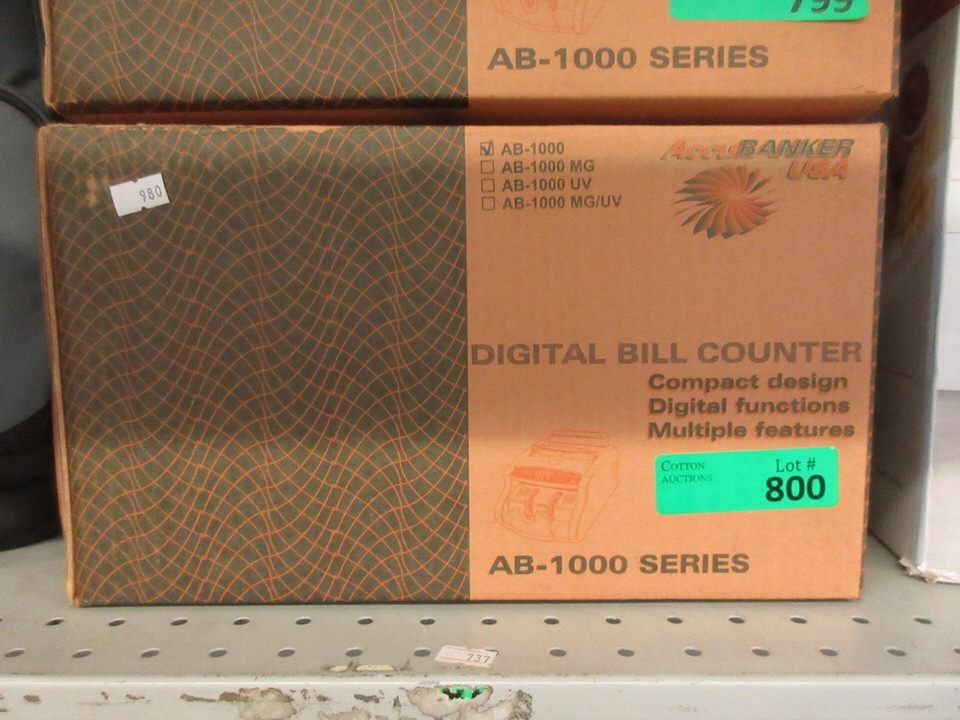 799
AB-1000 SERIES
980
AB-1000
AB-1000 MG
AB-1000 UV
AB-1000 MG/UV
AccuBANKER
USA
DIGITAL BILL COUNTER
Compact design
Digital functions
Multiple features
COTTON
AUCTIONS
Lot #
800
AB-1000 SERIES
737